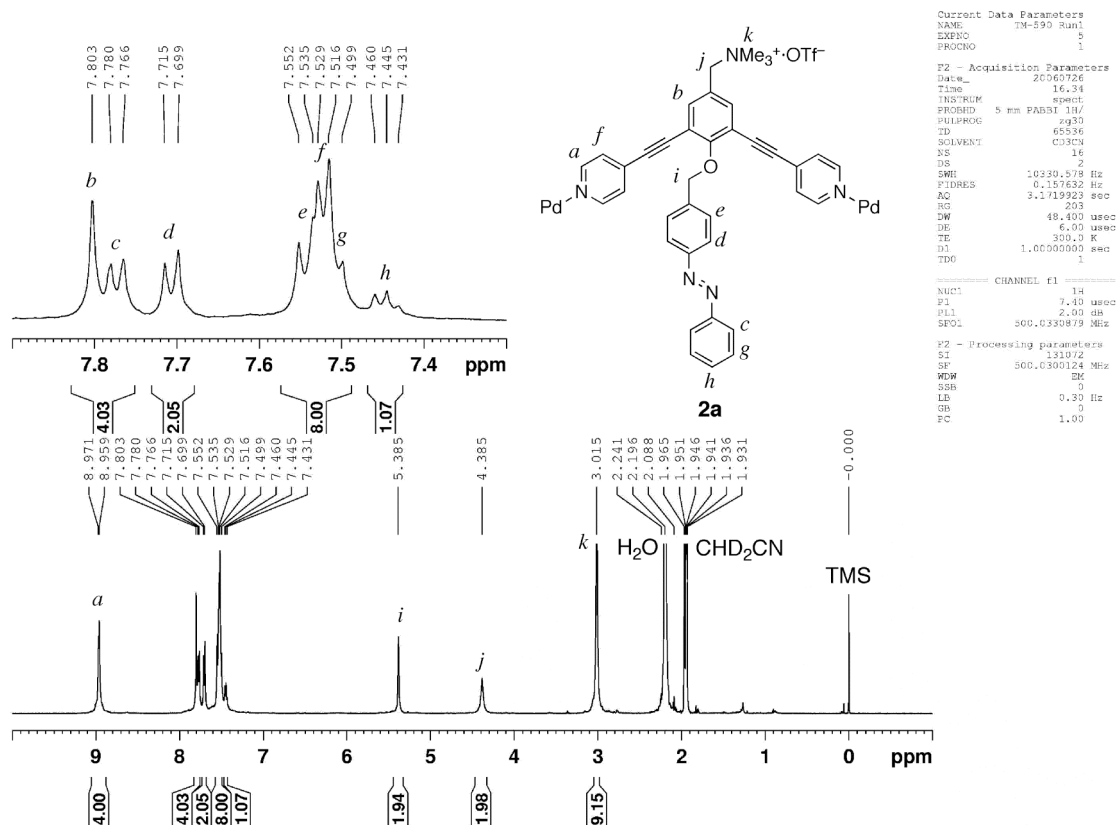 7.803
7.780
7.766
7.715
7.699
7.552
7.535
7.529
7.516
7.499
7.460
7.445
7.431
b
c
d
e
f
g
h
7.8 7.7 7.6 7.5 7.4 ppm
4.03
2.05
8.00
1.07
k
NMe3+·OTf−
j
b
f
a
N
Pd
O
i
N
Pd
e
d
N
N
c
g
h
2a
Current Data Parameters
NAME TM-590 Run1
EXPNO 5
PROCNO 1
F2 - Acquisition Parameters
Date_ 20060726
Time 16.34
INSTRUM spect
PROBHD 5 mm PABBI 1H/
PULPROG zg30
TD 65536
SOLVENT CD3CN
NS 16
DS 2
SWH 10330.578 Hz
FIDRES 0.157632 Hz
AQ 3.1719923 sec
RG 203
DW 48.400 usec
DE 6.00 usec
TE 300.0 K
D1 1.00000000 sec
TD0 1
======== CHANNEL f1 ========
NUC1 1H
P1 7.40 usec
PL1 2.00 dB
SFO1 500.0330879 MHz
F2 - Processing parameters
SI 131072
SF 500.0300124 MHz
WDW EM
SSB 0
LB 0.30 Hz
GB 0
PC 1.00
8.971
8.959
7.803
7.780
7.766
7.715
7.699
7.552
7.535
7.529
7.516
7.499
7.460
7.445
7.431
5.385
4.385
3.015
2.241
2.196
2.088
1.965
1.951
1.946
1.941
1.936
1.931
-0.000
a
i
j
k
H2O
CHD2CN
TMS
9 8 7 6 5 4 3 2 1 0 ppm
4.00
4.03
2.05
8.00
1.07
1.94
1.98
9.15